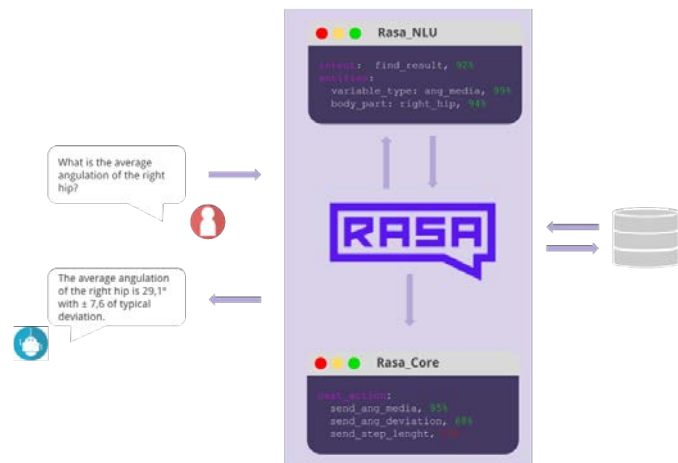 Rasa_NLU
intent: find_result, 92%
entities:
variable_type: ang_media, 99%
body_part: right_hip, 94%
What is the average
angulation of the right
hip?
RASA
The average angulation
of the right hip is 29,1º
with ± 7,6 of typical
deviation.
Rasa_Core
next_action:
send_ang_media, 95%
send_ang_deviation, 68%
send_step_lenght,